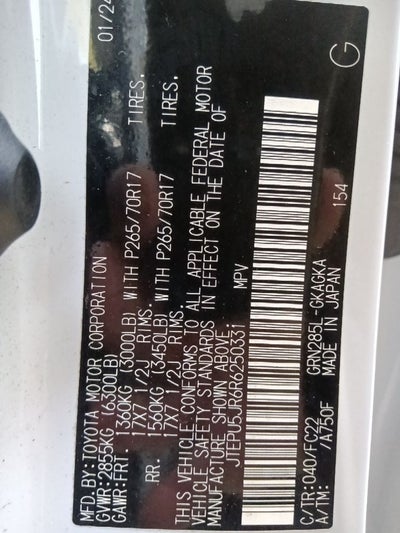 MFD.BY:TOYOTA MOTOR CORPORATION 01/24
GVWR:2855KG (6300LB)
GAWR:FRT. 1360KG (3000LB) WITH P265/70R17 TIRES.
17X7 1/2J RIMS.
RR. 1560KG (3450LB) WITH P265/70R17 TIRES.
17X7 1/2J RIMS.
THIS VEHICLE CONFORMS TO ALL APPLICABLE FEDERAL MOTOR
VEHICLE SAFETY STANDARDS IN EFFECT ON THE DATE OF
MANUFACTURE SHOWN ABOVE.
JTEPU5JR6R6250331 MPV
C/TR:040/FC22 GRN285L-GKAGKA
A/TM: /A750F MADE IN JAPAN 154
G